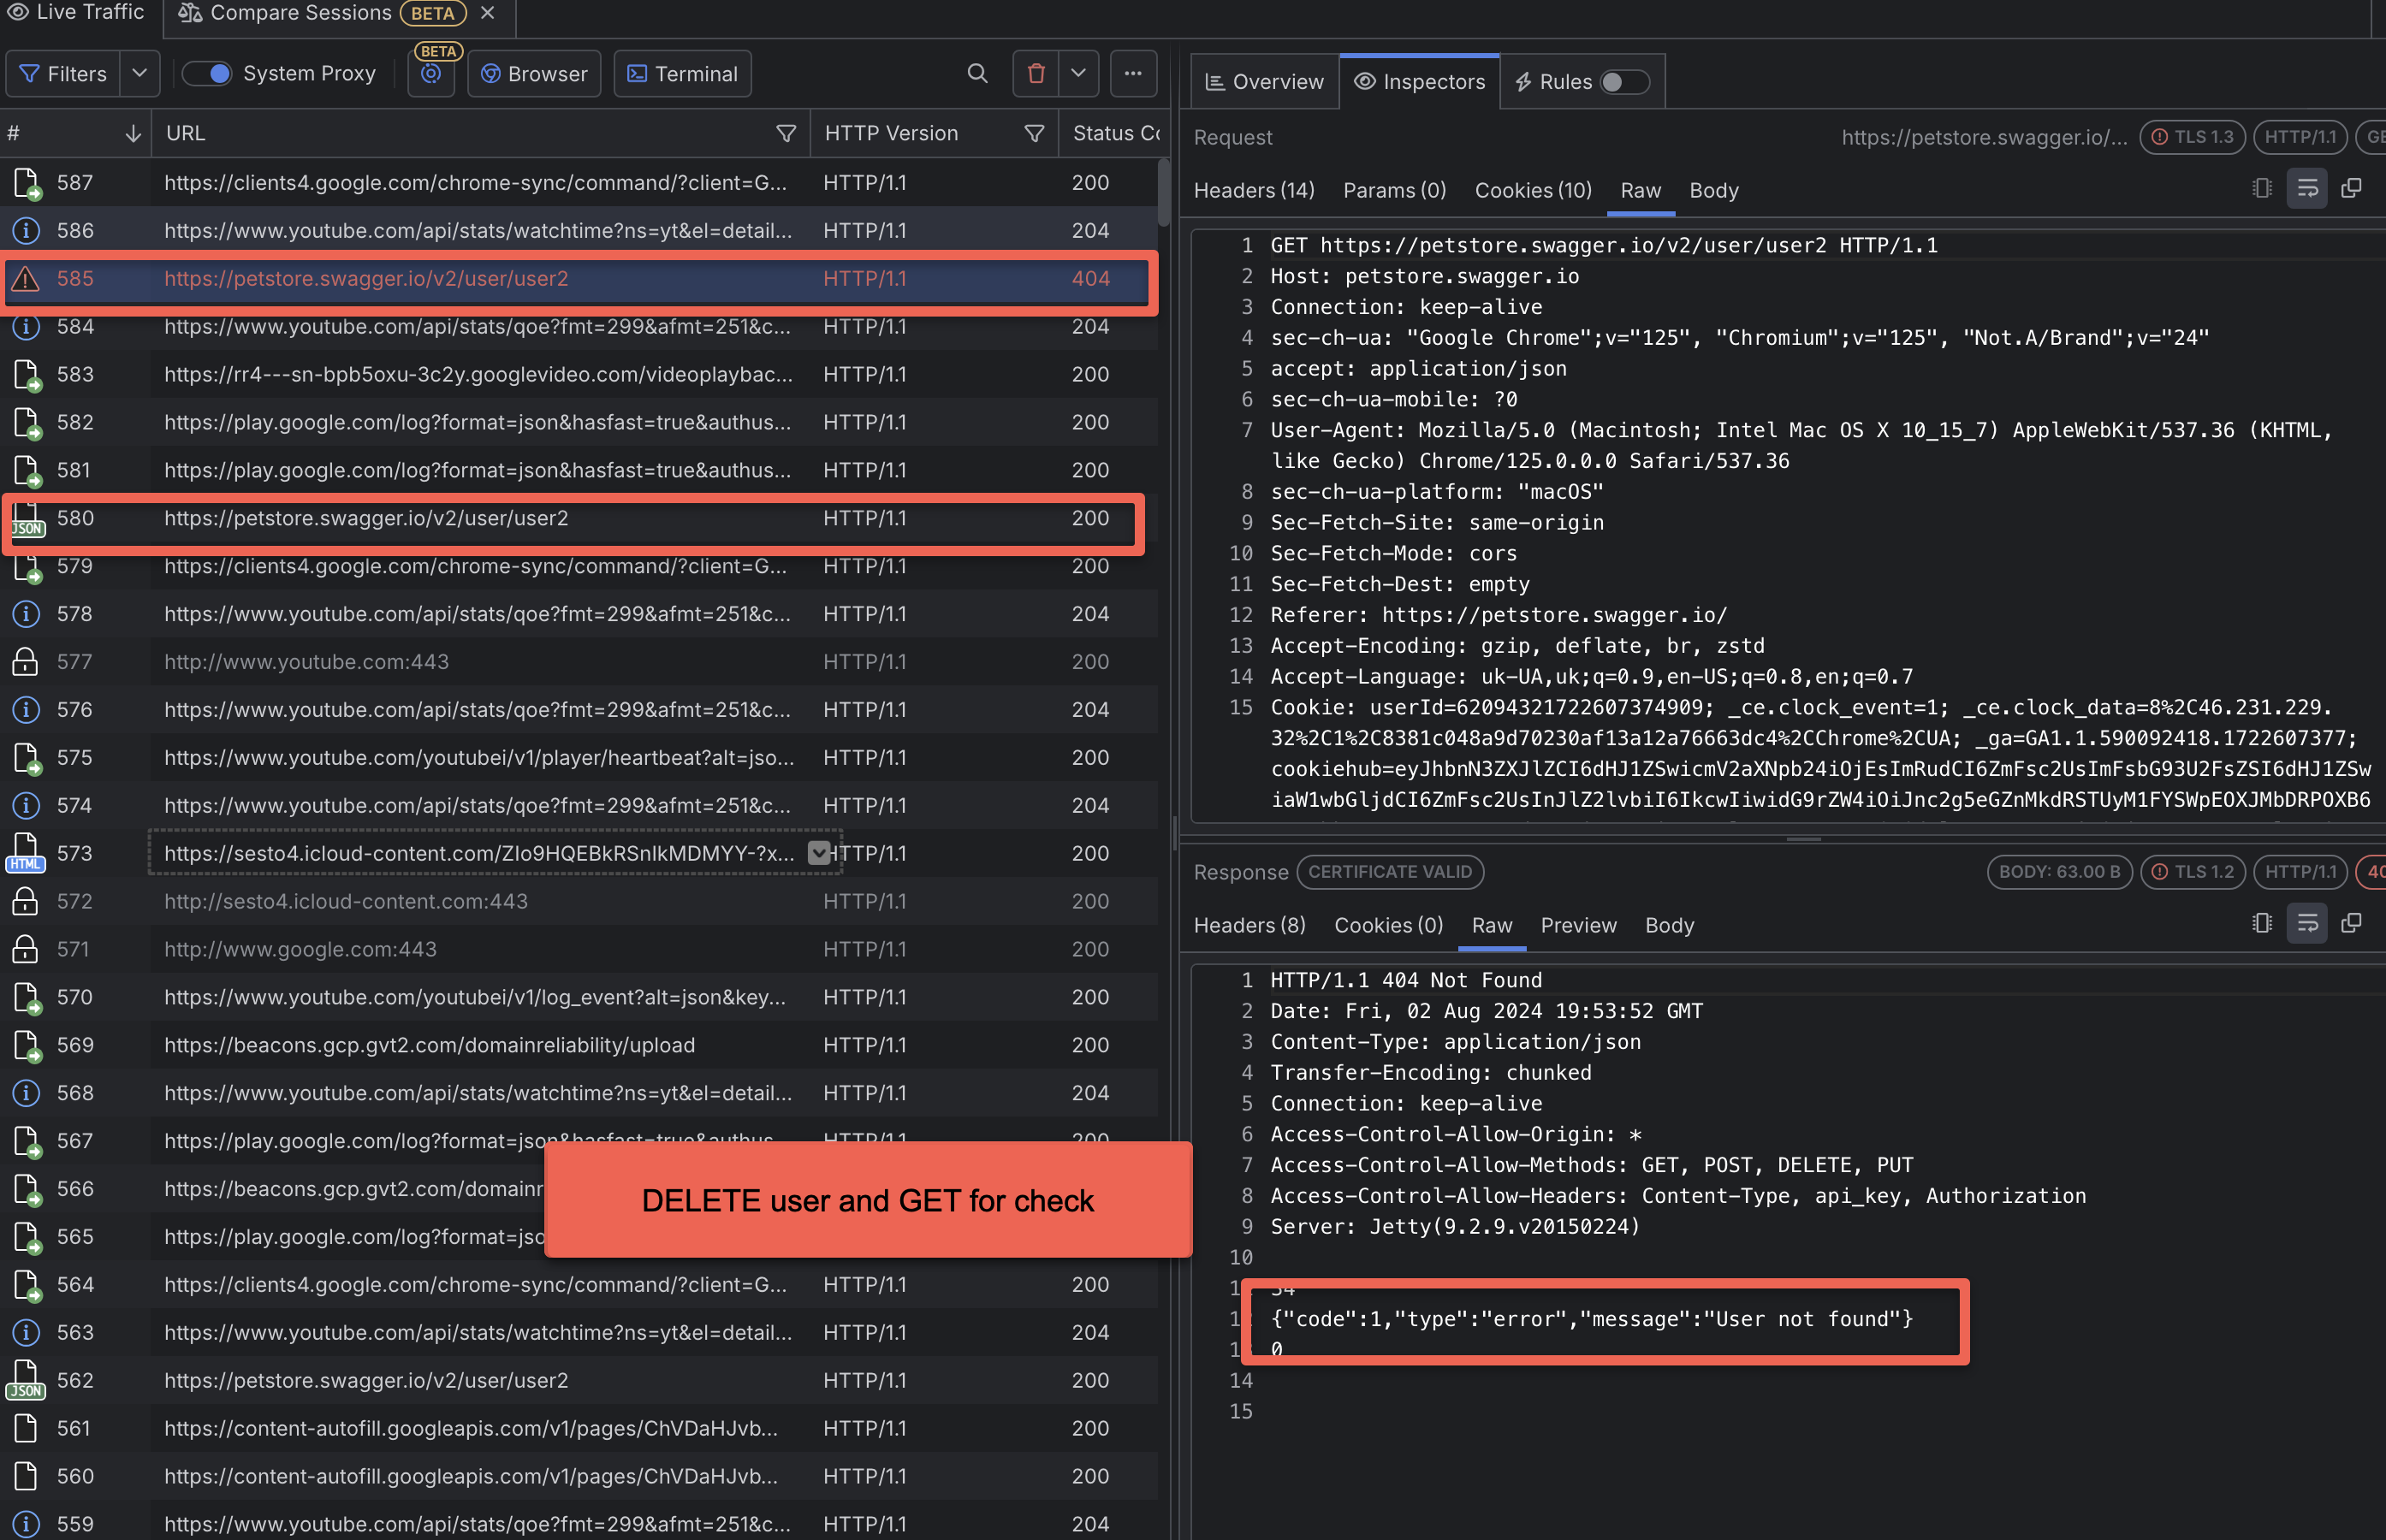 Live Traffic
Compare Sessions BETA
Filters
System Proxy
BETA
Browser
Terminal
# URL HTTP Version Status Co
587 https://clients4.google.com/chrome-sync/command/?client=G... HTTP/1.1 200
586 https://www.youtube.com/api/stats/watchtime?ns=yt&el=detail... HTTP/1.1 204
585 https://petstore.swagger.io/v2/user/user2 HTTP/1.1 404
584 https://www.youtube.com/api/stats/qoe?fmt=299&afmt=251&c... HTTP/1.1 204
583 https://rr4---sn-bpb5oxu-3c2y.googlevideo.com/videoplaybac... HTTP/1.1 200
582 https://play.google.com/log?format=json&hasfast=true&authus... HTTP/1.1 200
581 https://play.google.com/log?format=json&hasfast=true&authus... HTTP/1.1 200
JSON 580 https://petstore.swagger.io/v2/user/user2 HTTP/1.1 200
579 https://clients4.google.com/chrome-sync/command/?client=G... HTTP/1.1 200
578 https://www.youtube.com/api/stats/qoe?fmt=299&afmt=251&c... HTTP/1.1 204
577 http://www.youtube.com:443 HTTP/1.1 200
576 https://www.youtube.com/api/stats/qoe?fmt=299&afmt=251&c... HTTP/1.1 204
575 https://www.youtube.com/youtubei/v1/player/heartbeat?alt=jso... HTTP/1.1 200
574 https://www.youtube.com/api/stats/qoe?fmt=299&afmt=251&c... HTTP/1.1 204
HTML 573 https://sesto4.icloud-content.com/ZIo9HQEBkRSnIkMDMYY-?x... HTTP/1.1 200
572 http://sesto4.icloud-content.com:443 HTTP/1.1 200
571 http://www.google.com:443 HTTP/1.1 200
570 https://www.youtube.com/youtubei/v1/log_event?alt=json&key... HTTP/1.1 200
569 https://beacons.gcp.gvt2.com/domainreliability/upload HTTP/1.1 200
568 https://www.youtube.com/api/stats/watchtime?ns=yt&el=detail... HTTP/1.1 204
567 https://play.google.com/log?format=json&hasfast=true&authus HTTP/1.1 200
566 https://beacons.gcp.gvt2.com/domainr
565 https://play.google.com/log?format=jso
DELETE user and GET for check
564 https://clients4.google.com/chrome-sync/command/?client=G... HTTP/1.1 200
563 https://www.youtube.com/api/stats/watchtime?ns=yt&el=detail... HTTP/1.1 204
JSON 562 https://petstore.swagger.io/v2/user/user2 HTTP/1.1 200
561 https://content-autofill.googleapis.com/v1/pages/ChVDaHJvb... HTTP/1.1 200
560 https://content-autofill.googleapis.com/v1/pages/ChVDaHJvb... HTTP/1.1 200
559 https://www.youtube.com/api/stats/qoe?fmt=299&afmt=251&c... HTTP/1.1 204
Overview Inspectors Rules
Request https://petstore.swagger.io/... TLS 1.3 HTTP/1.1 GE
Headers (14) Params (0) Cookies (10) Raw Body
1 GET https://petstore.swagger.io/v2/user/user2 HTTP/1.1
2 Host: petstore.swagger.io
3 Connection: keep-alive
4 sec-ch-ua: "Google Chrome";v="125", "Chromium";v="125", "Not.A/Brand";v="24"
5 accept: application/json
6 sec-ch-ua-mobile: ?0
7 User-Agent: Mozilla/5.0 (Macintosh; Intel Mac OS X 10_15_7) AppleWebKit/537.36 (KHTML,
like Gecko) Chrome/125.0.0.0 Safari/537.36
8 sec-ch-ua-platform: "macOS"
9 Sec-Fetch-Site: same-origin
10 Sec-Fetch-Mode: cors
11 Sec-Fetch-Dest: empty
12 Referer: https://petstore.swagger.io/
13 Accept-Encoding: gzip, deflate, br, zstd
14 Accept-Language: uk-UA,uk;q=0.9,en-US;q=0.8,en;q=0.7
15 Cookie: userId=62094321722607374909; _ce.clock_event=1; _ce.clock_data=8%2C46.231.229.
32%2C1%2C8381c048a9d70230af13a12a76663dc4%2CChrome%2CUA; _ga=GA1.1.590092418.1722607377;
cookiehub=eyJhbnN3ZXJlZCI6dHJ1ZSwicmV2aXNpb24iOjEsImRudCI6ZmFsc2UsImFsbG93U2FsZSI6dHJ1ZSw
iaW1wbGljdCI6ZmFsc2UsInJlZ2lvbiI6IkcwIiwidG9rZW4iOiJnc2g5eGZnMkdRSTUyM1FYSWpEOXJMbDRPOXB6
Response CERTIFICATE VALID BODY: 63.00 B TLS 1.2 HTTP/1.1 40
Headers (8) Cookies (0) Raw Preview Body
1 HTTP/1.1 404 Not Found
2 Date: Fri, 02 Aug 2024 19:53:52 GMT
3 Content-Type: application/json
4 Transfer-Encoding: chunked
5 Connection: keep-alive
6 Access-Control-Allow-Origin: *
7 Access-Control-Allow-Methods: GET, POST, DELETE, PUT
8 Access-Control-Allow-Headers: Content-Type, api_key, Authorization
9 Server: Jetty(9.2.9.v20150224)
10
1 34
1 {"code":1,"type":"error","message":"User not found"}
1 0
14
15